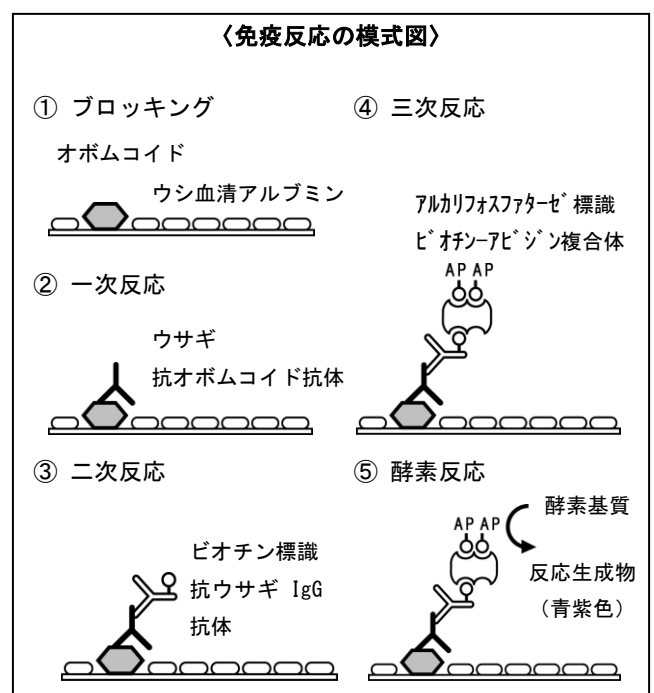 〈免疫反応の模式図〉
① ブロッキング
オボムコイド
ウシ血清アルブミン
② 一次反応
ウサギ
抗オボムコイド抗体
③ 二次反応
ビオチン標識
抗ウサギ IgG
抗体
④ 三次反応
ｱﾙｶﾘﾌｫｽﾌｧﾀｰｾﾞ標識
ﾋﾞｵﾁﾝｰｱﾋﾞｼﾞﾝ複合体
AP AP
⑤ 酵素反応
酵素基質
AP AP
反応生成物
（青紫色）